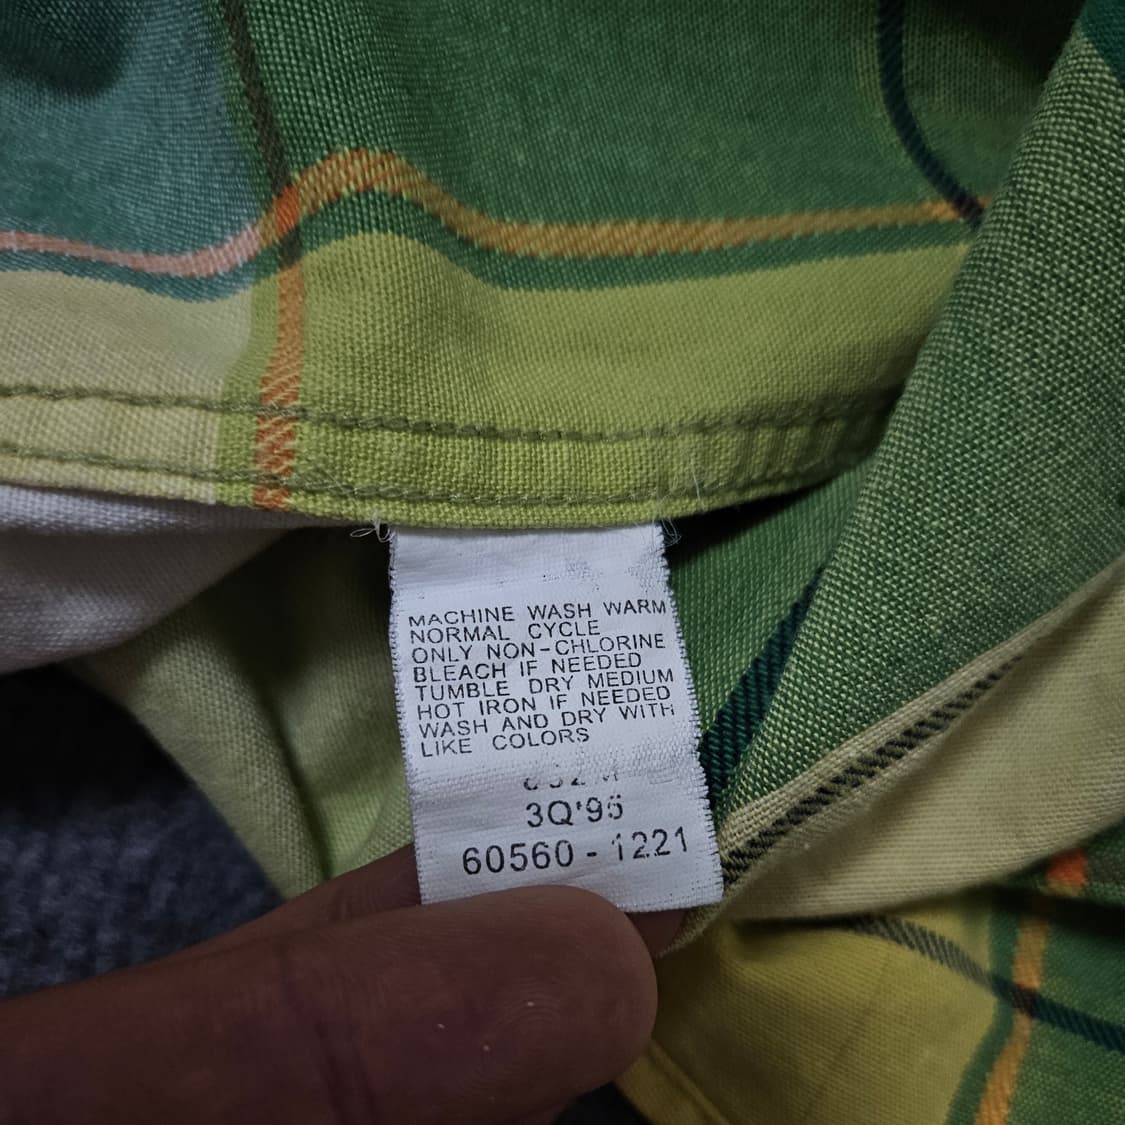 MACHINE WASH WARM
NORMAL CYCLE
ONLY NON-CHLORINE
BLEACH IF NEEDED
TUMBLE DRY MEDIUM
HOT IRON IF NEEDED
WASH AND DRY WITH
LIKE COLORS
3Q'96
60560 - 1221